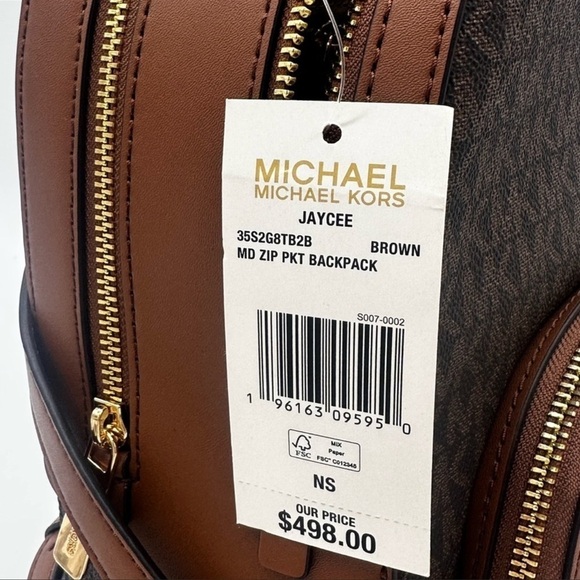 MICHAEL
MICHAEL KORS
JAYCEE
35S2G8TB2B BROWN
MD ZIP PKT BACKPACK
S007-0002
1 96163 09595 0
FSC
MIX
Paper
FSC® C012345
NS
OUR PRICE
$498.00